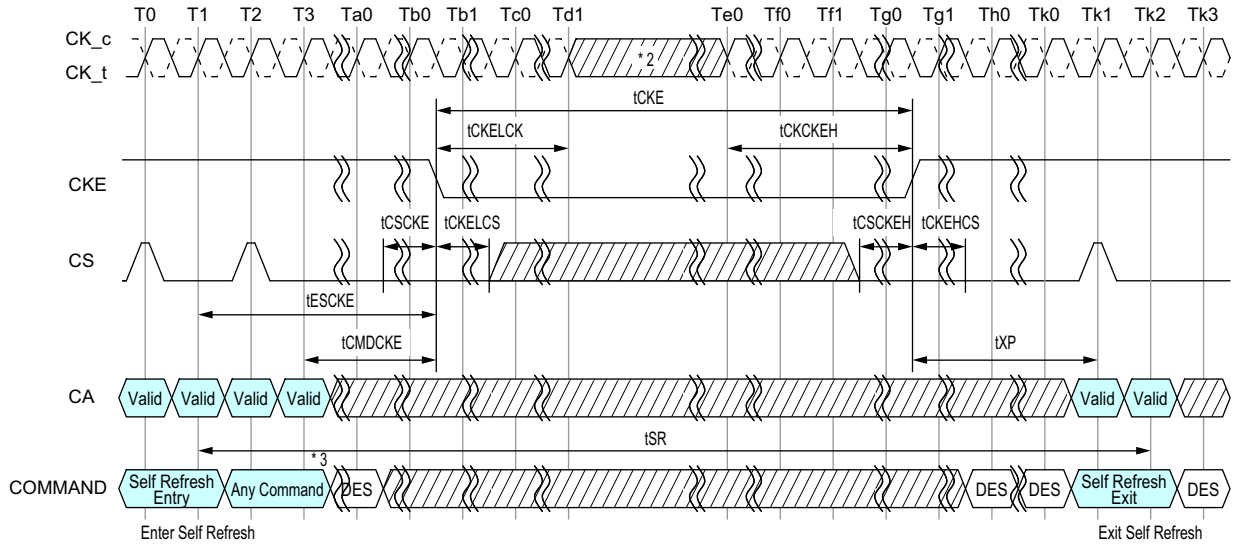 T0 T1 T2 T3 Ta0 Tb0 Tb1 Tc0 Td1 Te0 Tf0 Tf1 Tg0 Tg1 Th0 Tk0 Tk1 Tk2 Tk3
CK_c
CK_t
* 2
tCKE
tCKELCK tCKCKEH
CKE
tCSCKE tCKELCS tCSCKEH tCKEHCS
CS
tESCKE
tCMDCKE tXP
CA Valid Valid Valid Valid Valid Valid
tSR
* 3
COMMAND Self Refresh Entry Any Command DES DES DES Self Refresh Exit DES
Enter Self Refresh Exit Self Refresh